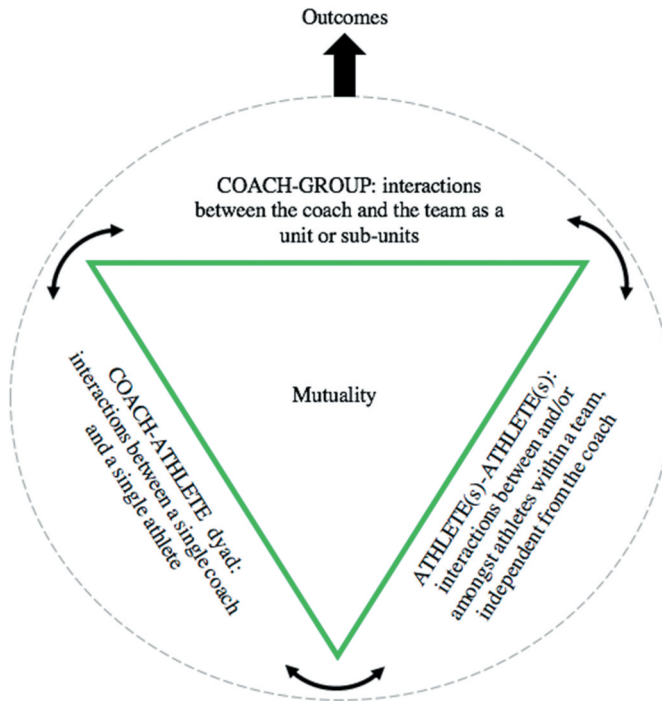 Outcomes
COACH-GROUP: interactions
between the coach and the team as a
unit or sub-units
Mutuality
COACH-ATHLETE dyad:
interactions between a single coach
and a single athlete
ATHLETE(s)-ATHLETE(s):
interactions between and/or
amongst athletes within a team,
independent from the coach